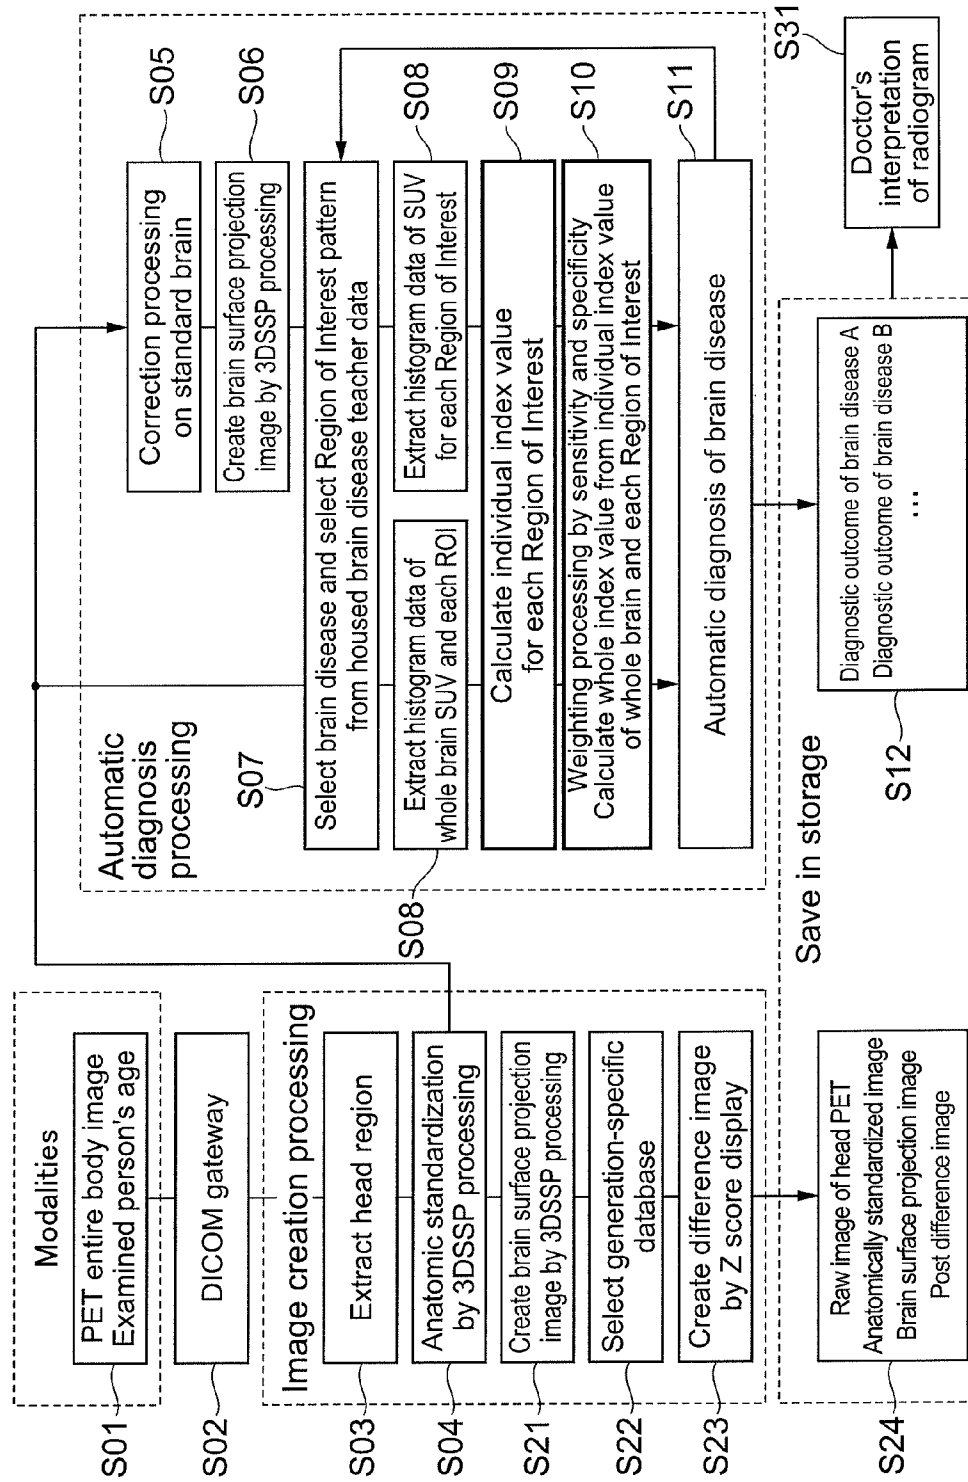 Modalities
PET entire body image
Examined person's age
S01
DICOM gateway
S02
Image creation processing
Extract head region
S03
Anatomic standardization
by 3DSSP processing
S04
Create brain surface projection
image by 3DSSP processing
S21
Select generation-specific
database
S22
Create difference image
by Z score display
S23
Automatic
diagnosis
processing
Correction processing
on standard brain
S05
Create brain surface projection
image by 3DSSP processing
S06
S07
Select brain disease and select Region of Interest pattern
from housed brain disease teacher data
Extract histogram data of
whole brain SUV and each ROI
S08
Extract histogram data of SUV
for each Region of Interest
S08
Calculate individual index value
for each Region of Interest
S09
Weighting processing by sensitivity and specificity
Calculate whole index value from individual index value
of whole brain and each Region of Interest
S10
Automatic diagnosis of brain disease
S11
Save in storage
Raw image of head PET
Anatomically standardized image
Brain surface projection image
Post difference image
S24
Diagnostic outcome of brain disease A
Diagnostic outcome of brain disease B
...
S12
Doctor's
interpretation
of radiogram
S31